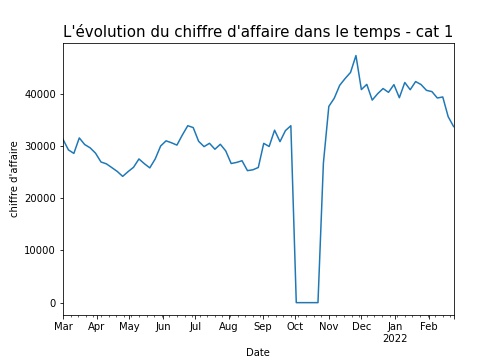 L'évolution du chiffre d'affaire dans le temps - cat 1
chiffre d'affaire
40000
30000
20000
10000
0
Mar Apr May Jun Jul Aug Sep Oct Nov Dec Jan Feb
2022
Date